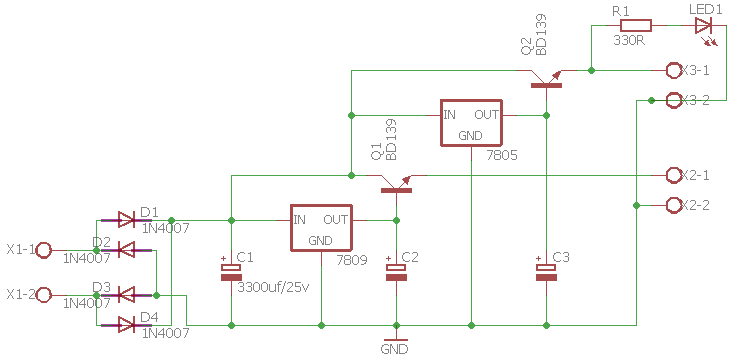 R1
LED1
330R
Q2
BD139
X3-1
X3-2
IN
OUT
GND
7805
Q1
BD139
X2-1
X2-2
D1
1N4007
IN
OUT
GND
7809
X1-1
D2
1N4007
C1
3300uf/25v
C2
C3
X1-2
D3
1N4007
D4
1N4007
GND